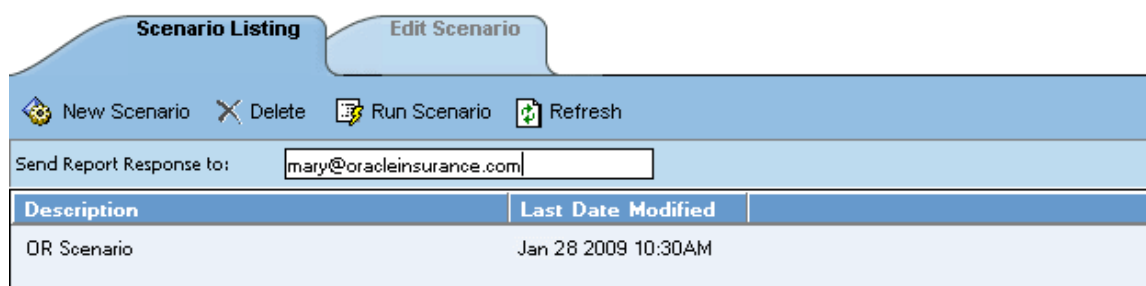 Scenario Listing Edit Scenario
New Scenario Delete Run Scenario Refresh
Send Report Response to: mary@oracleinsurance.com
Description Last Date Modified
OR Scenario Jan 28 2009 10:30AM